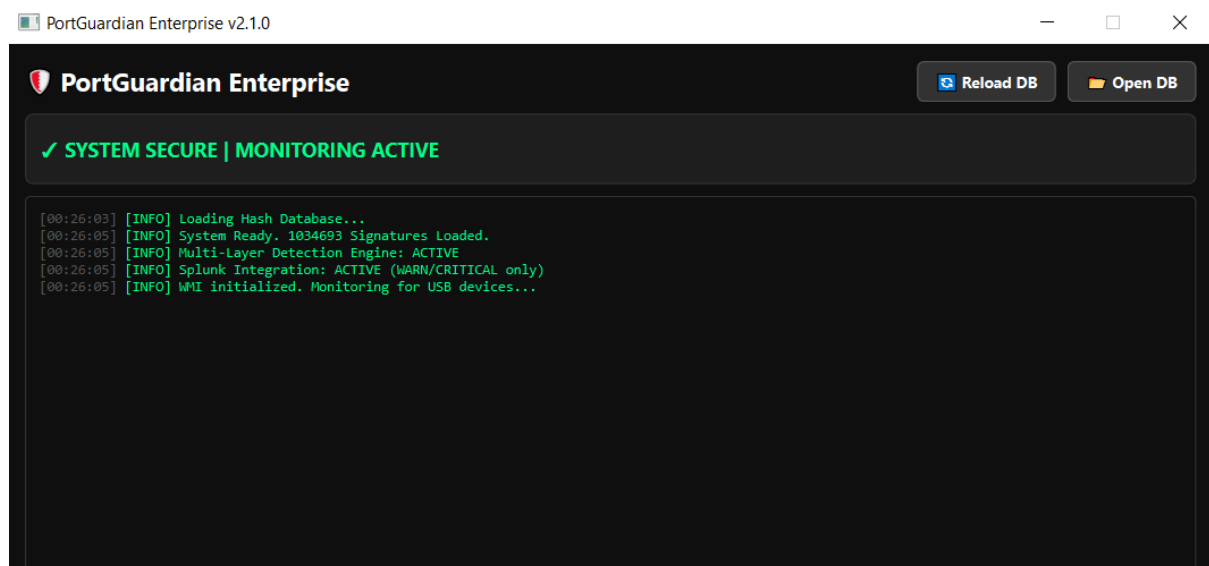 PortGuardian Enterprise v2.1.0
PortGuardian Enterprise
Reload DB
Open DB
✓ SYSTEM SECURE | MONITORING ACTIVE
[00:26:03] [INFO] Loading Hash Database...
[00:26:05] [INFO] System Ready. 1034693 Signatures Loaded.
[00:26:05] [INFO] Multi-Layer Detection Engine: ACTIVE
[00:26:05] [INFO] Splunk Integration: ACTIVE (WARN/CRITICAL only)
[00:26:05] [INFO] WMI initialized. Monitoring for USB devices...